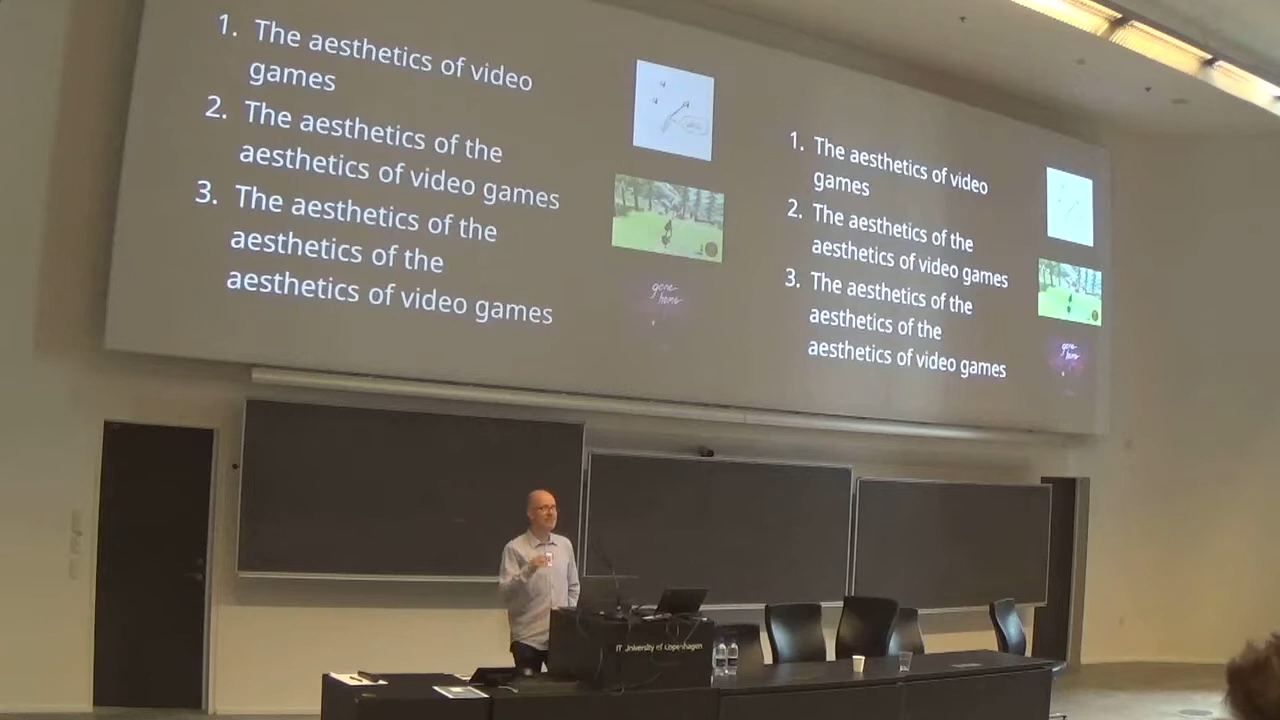 1. The aesthetics of video
games
2. The aesthetics of the
aesthetics of video games
3. The aesthetics of the
aesthetics of the
aesthetics of video games
gone
home
1. The aesthetics of video
games
2. The aesthetics of the
aesthetics of video games
3. The aesthetics of the
aesthetics of the
aesthetics of video games
gone
home
IT University of Copenhagen